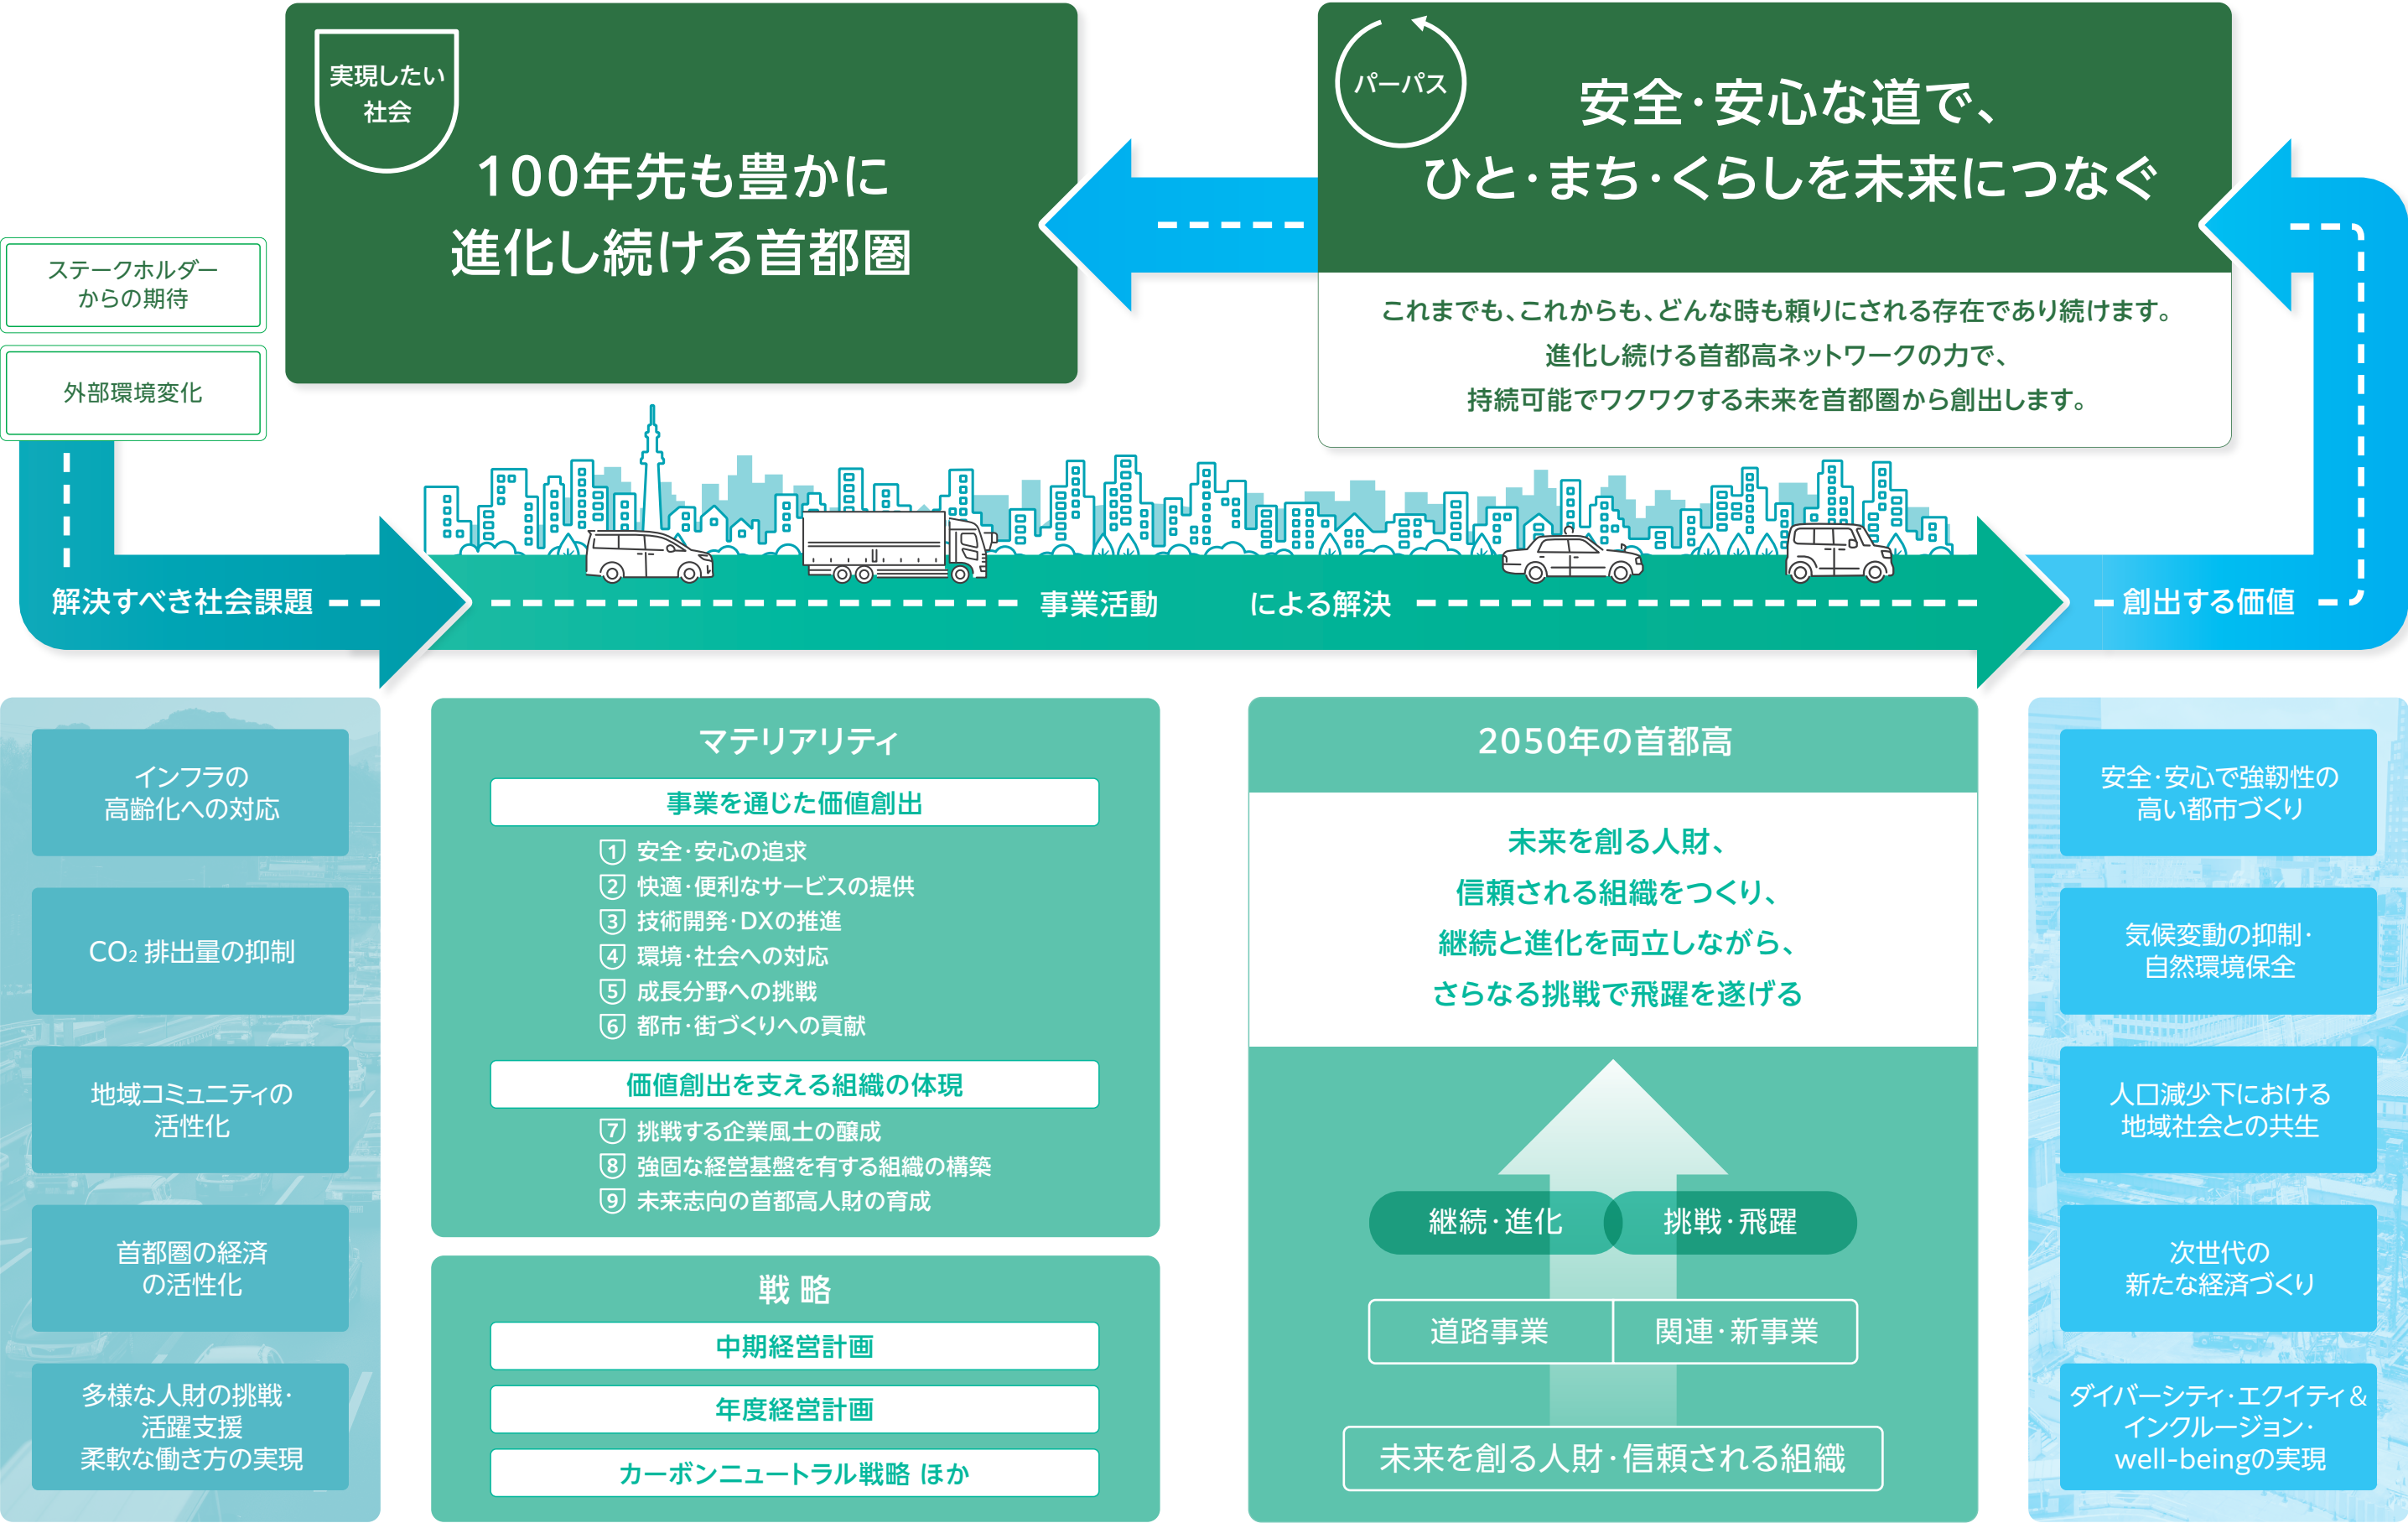 実現したい
社会
100年先も豊かに
進化し続ける首都圏
パーパス
安全・安心な道で、
ひと・まち・くらしを未来につなぐ
これまでも、これからも、どんな時も頼りにされる存在であり続けます。
進化し続ける首都高ネットワークの力で、
持続可能でワクワクする未来を首都圏から創出します。
ステークホルダー
からの期待
外部環境変化
解決すべき社会課題
事業活動 による解決
創出する価値
インフラの
高齢化への対応
CO₂ 排出量の抑制
地域コミュニティの
活性化
首都圏の経済
の活性化
多様な人財の挑戦・
活躍支援
柔軟な働き方の実現
マテリアリティ
事業を通じた価値創出
1 安全・安心の追求
2 快適・便利なサービスの提供
3 技術開発・DXの推進
4 環境・社会への対応
5 成長分野への挑戦
6 都市・街づくりへの貢献
価値創出を支える組織の体現
7 挑戦する企業風土の醸成
8 強固な経営基盤を有する組織の構築
9 未来志向の首都高人財の育成
戦略
中期経営計画
年度経営計画
カーボンニュートラル戦略 ほか
2050年の首都高
未来を創る人財、
信頼される組織をつくり、
継続と進化を両立しながら、
さらなる挑戦で飛躍を遂げる
継続・進化 挑戦・飛躍
道路事業 関連・新事業
未来を創る人財・信頼される組織
安全・安心で強靭性の
高い都市づくり
気候変動の抑制・
自然環境保全
人口減少下における
地域社会との共生
次世代の
新たな経済づくり
ダイバーシティ・エクイティ＆
インクルージョン・
well-beingの実現